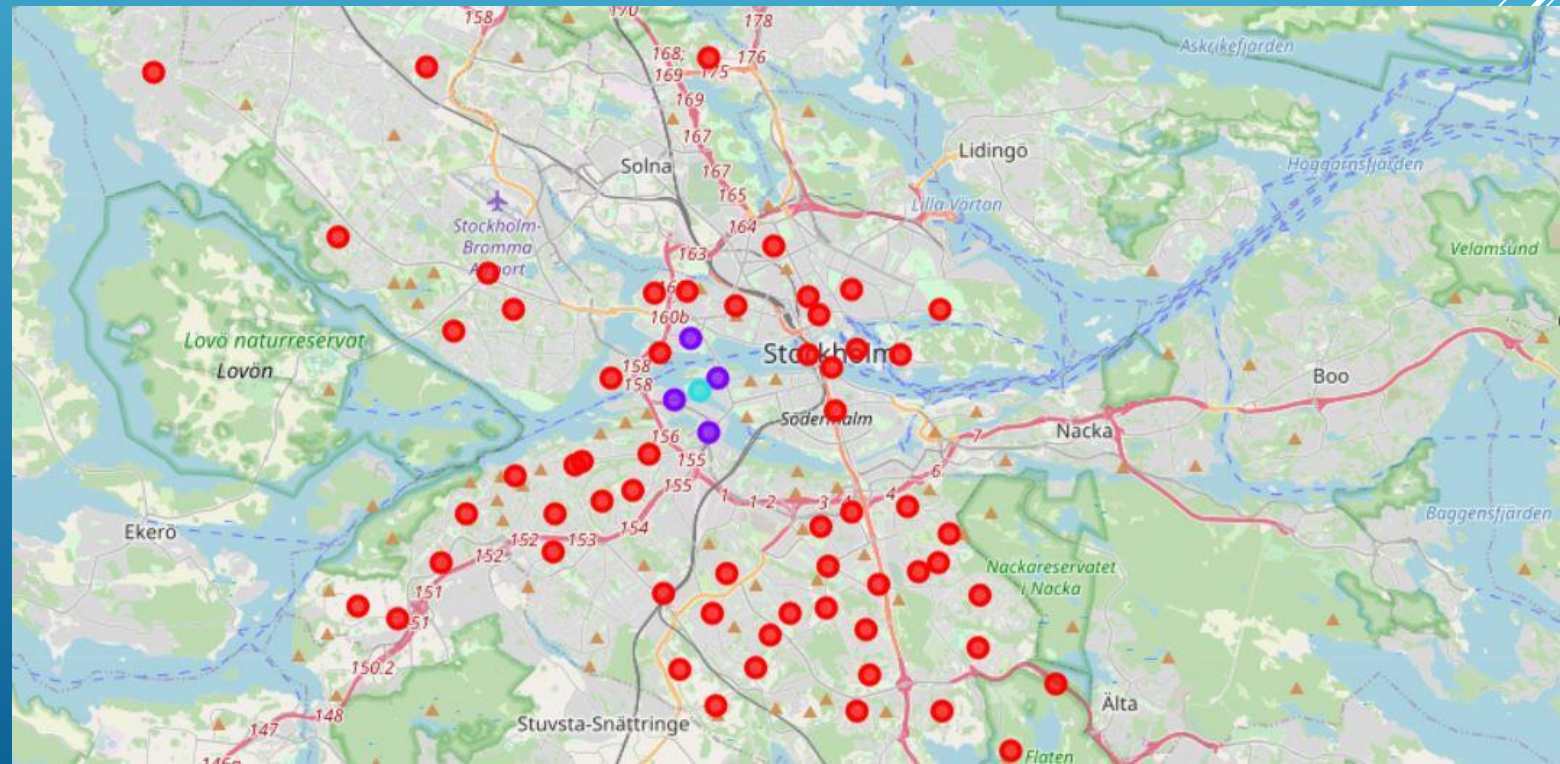 158
170
178
168;
169
175
176
Askrikefjärden
169
167
Solna
Lidingö
167
Höggarnsfjärden
165
Lilla Värtan
164
Stockholm-
Bromma
Airport
163
Velamsund
160b
Lovö naturreservat
Lovön
Stockholm
158
158
Boo
Södermalm
Nacka
7
156
155
6
155
1
1
2
3
4
4
Ekerö
154
153
152
152
Baggensfjärden
Nackareservatet
i Nacka
151
150.2
Älta
148
147
Stuvsta-Snättringe
Flaten